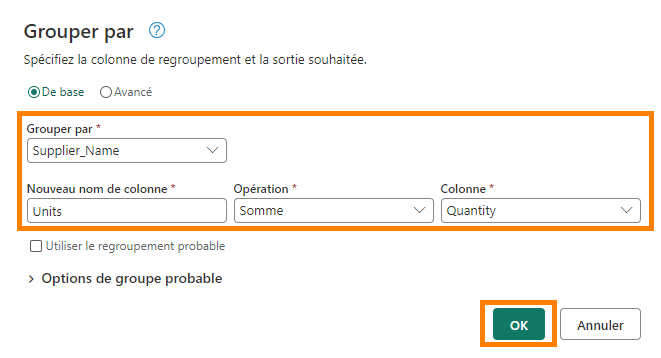 Grouper par ?
Spécifiez la colonne de regroupement et la sortie souhaitée.
De base Avancé
Grouper par *
Supplier_Name
Nouveau nom de colonne * Opération * Colonne *
Units Somme Quantity
Utiliser le regroupement probable
Options de groupe probable
OK Annuler